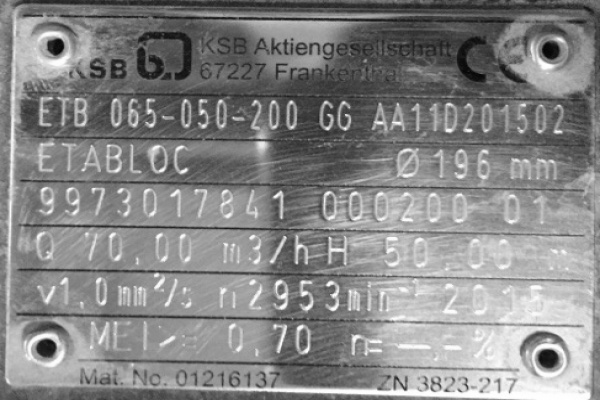 KSB KSB Aktiengesellschaft CE
67227 Frankenthal
ETB 065-050-200 GG AA11D201502
ETABLOC Ø 196 mm
9973017841 000200 01
Q 70,00 m3/h H 50,00 m
v1,0mm²/s n2953min⁻¹ 2015
MEI>= 0,70 η=--,-%
Mat. No. 01216137 ZN 3823-217